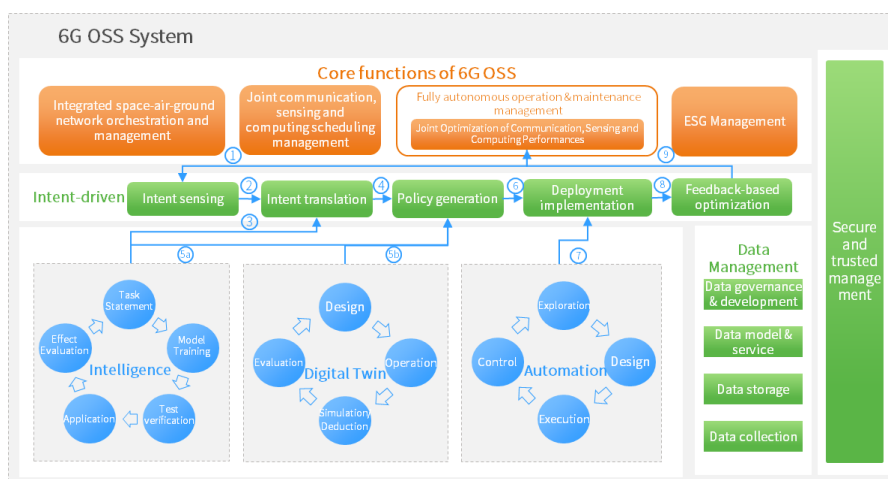 6G OSS System
Core functions of 6G OSS
Integrated space-air-ground
network orchestration and
management
Joint communication,
sensing and
computing scheduling
management
Fully autonomous operation & maintenance
management
Joint Optimization of Communication, Sensing and
Computing Performances
ESG Management
1
9
Intent-driven
Intent sensing
2
Intent translation
4
Policy generation
6
Deployment
implementation
8
Feedback-based
optimization
3
5a
5b
7
Task
Statement
Model
Training
Test
verification
Application
Effect
Evaluation
Intelligence
Design
Operation
Simulation/
Deduction
Evaluation
Digital Twin
Exploration
Design
Execution
Control
Automation
Data
Management
Data governance
& development
Data model &
service
Data storage
Data collection
Secure
and
trusted
manage
ment